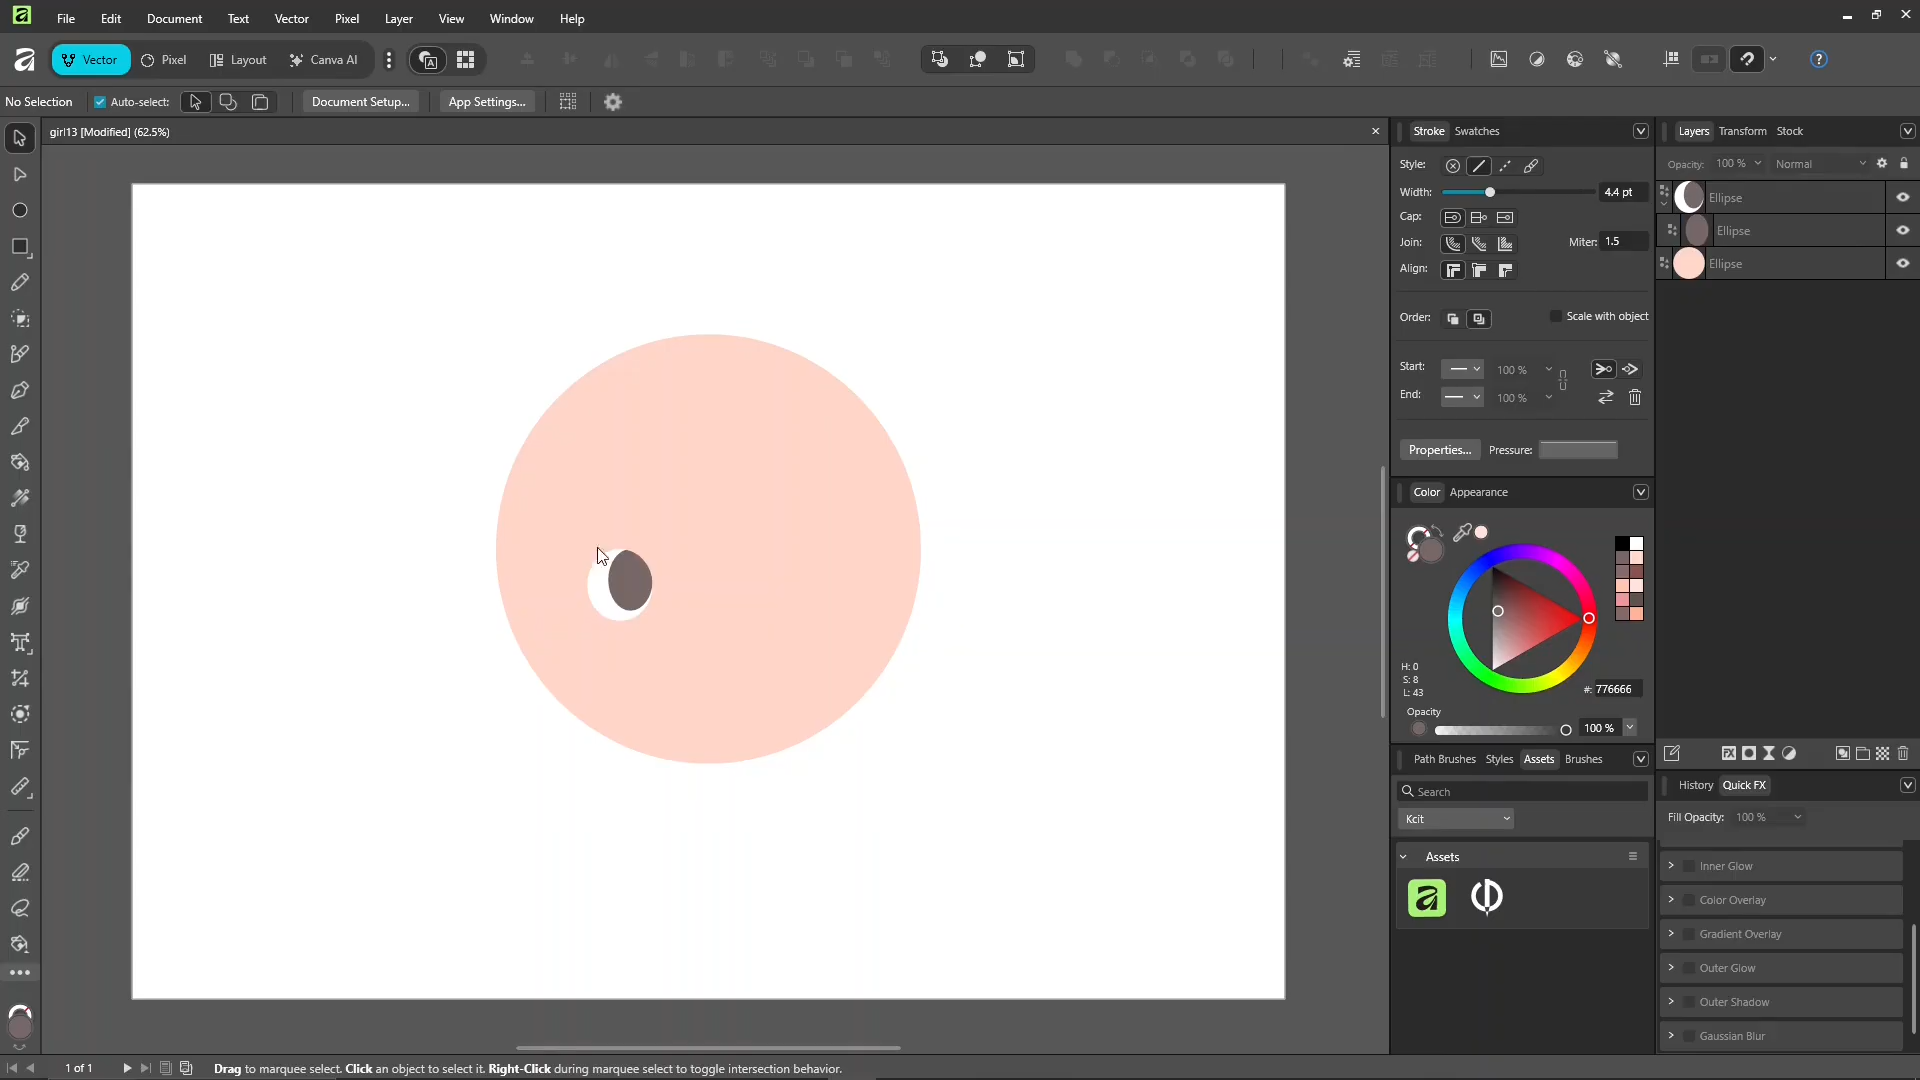 File Edit Document Text Vector Pixel Layer View Window Help
Vector Pixel Layout Canva AI
No Selection Auto-select: Document Setup... App Settings...
girl13 [Modified] (62.5%)
Stroke Swatches
Style:
Width: 4.4 pt
Cap:
Join: Miter: 1.5
Align:
Order: Scale with object
Start: 100 %
End: 100 %
Properties... Pressure:
Color Appearance
H: 0
S: 8
L: 43
#: 776666
Opacity
100 %
Path Brushes Styles Assets Brushes
Search
Kcit
Assets
Layers Transform Stock
Opacity: 100 % Normal
Ellipse
Ellipse
Ellipse
History Quick FX
Fill Opacity: 100 %
Inner Glow
Color Overlay
Gradient Overlay
Outer Glow
Outer Shadow
Gaussian Blur
1 of 1 Drag to marquee select. Click an object to select it. Right-Click during marquee select to toggle intersection behavior.